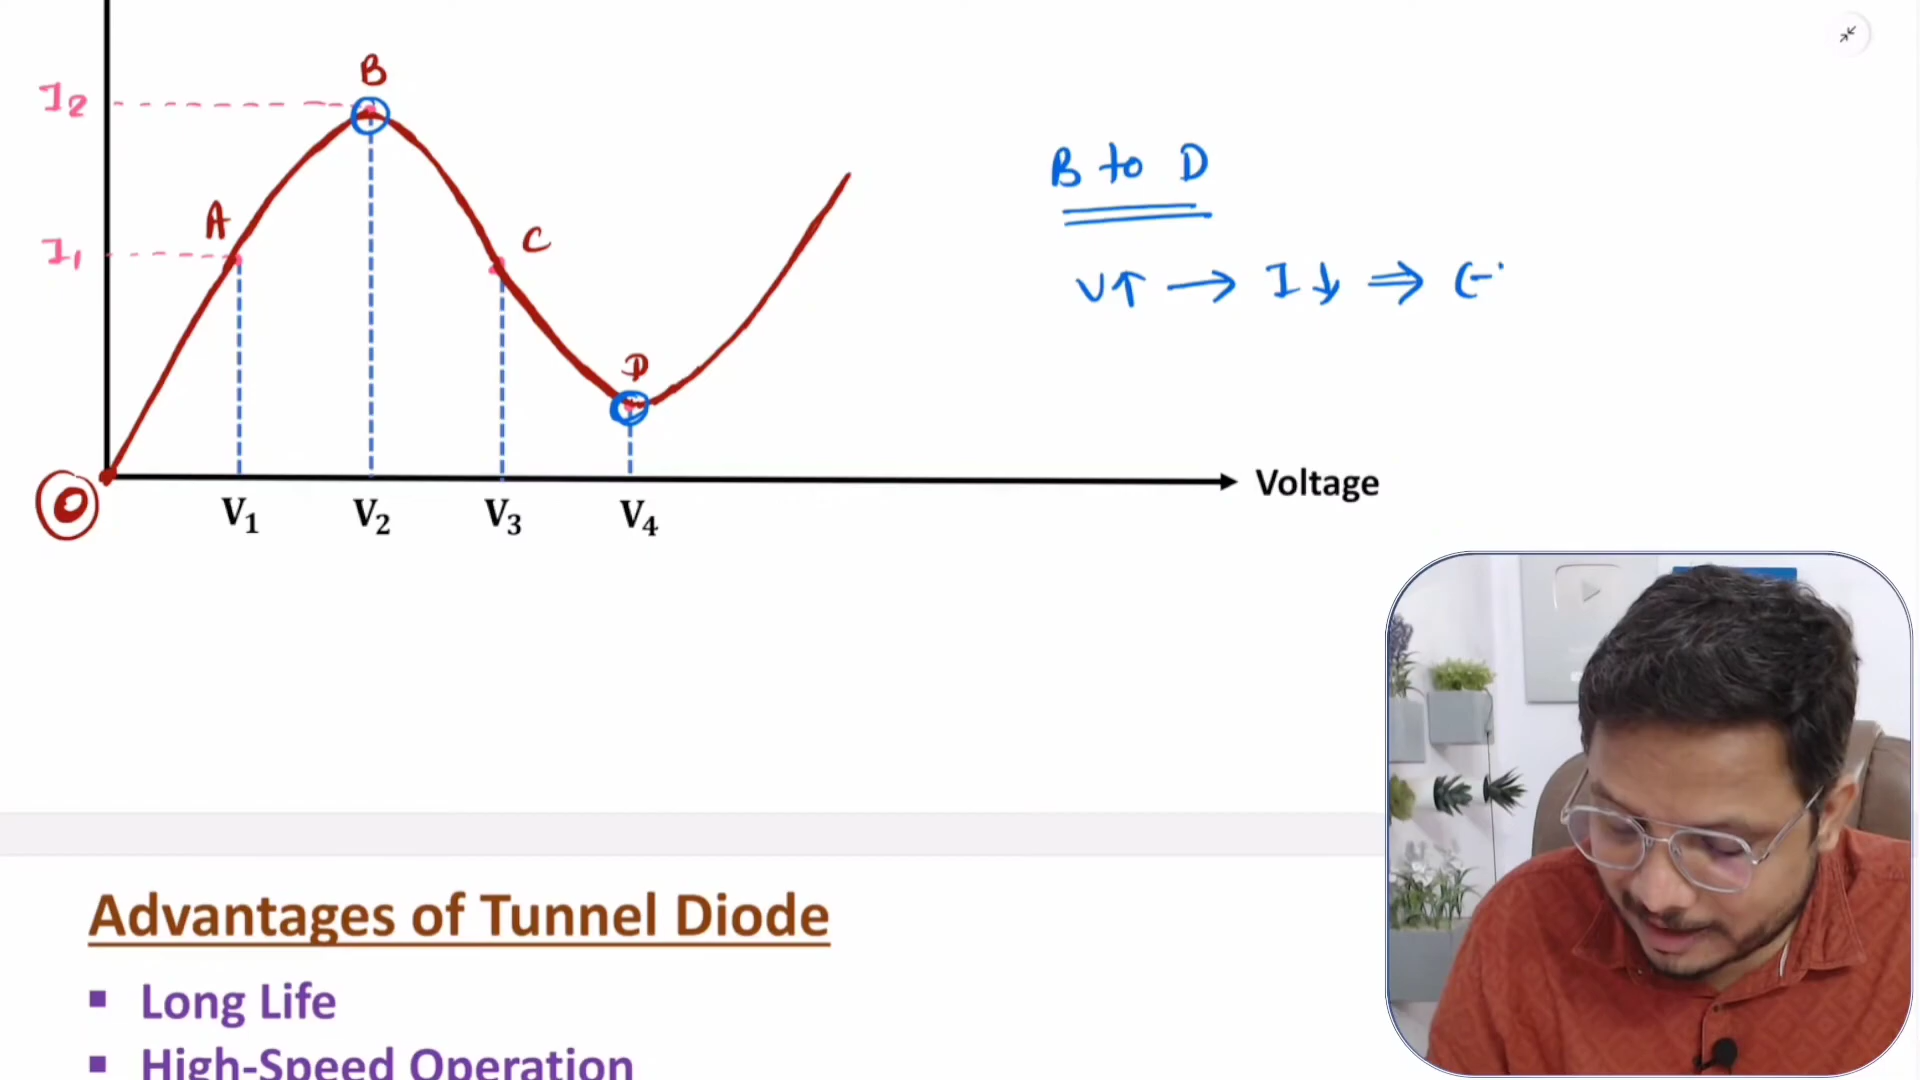 B
I2
A
I1
C
D
O
V1 V2 V3 V4
Voltage
B to D
V↑ → I↓ ⇒ (-
Advantages of Tunnel Diode
▪ Long Life
▪ High-Speed Operation